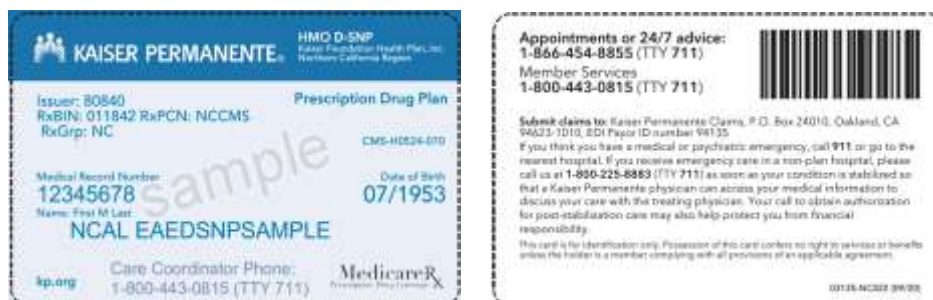 KAISER PERMANENTE®
HMO D-SNP
Kaiser Foundation Health Plan, Inc.
Northern California Region
Issuer: 80840
RxBIN: 011842 RxPCN: NCCMS
RxGrp: NC
Prescription Drug Plan
CMS-H0524-070
sample
Medical Record Number
12345678
Date of Birth
07/1953
Name: First M Last
NCAL EAEDSNPSAMPLE
kp.org
Care Coordinator Phone:
1-800-443-0815 (TTY 711)
MedicareRx
Prescription Drug Coverage
Appointments or 24/7 advice:
1-866-454-8855 (TTY 711)
Member Services
1-800-443-0815 (TTY 711)
Submit claims to: Kaiser Permanente Claims, P.O. Box 24010, Oakland, CA
94623-1010, EDI Payor ID number 94135
If you think you have a medical or psychiatric emergency, call 911 or go to the
nearest hospital. If you receive emergency care in a non-plan hospital, please
call us at 1-800-225-8883 (TTY 711) as soon as your condition is stabilized so
that a Kaiser Permanente physician can access your medical information to
discuss your care with the treating physician. Your call to obtain authorization
for post-stabilization care may also help protect you from financial
responsibility.
This card is for identification only. Possession of this card confers no right to services or benefits
unless the holder is a member complying with all provisions of an applicable agreement.